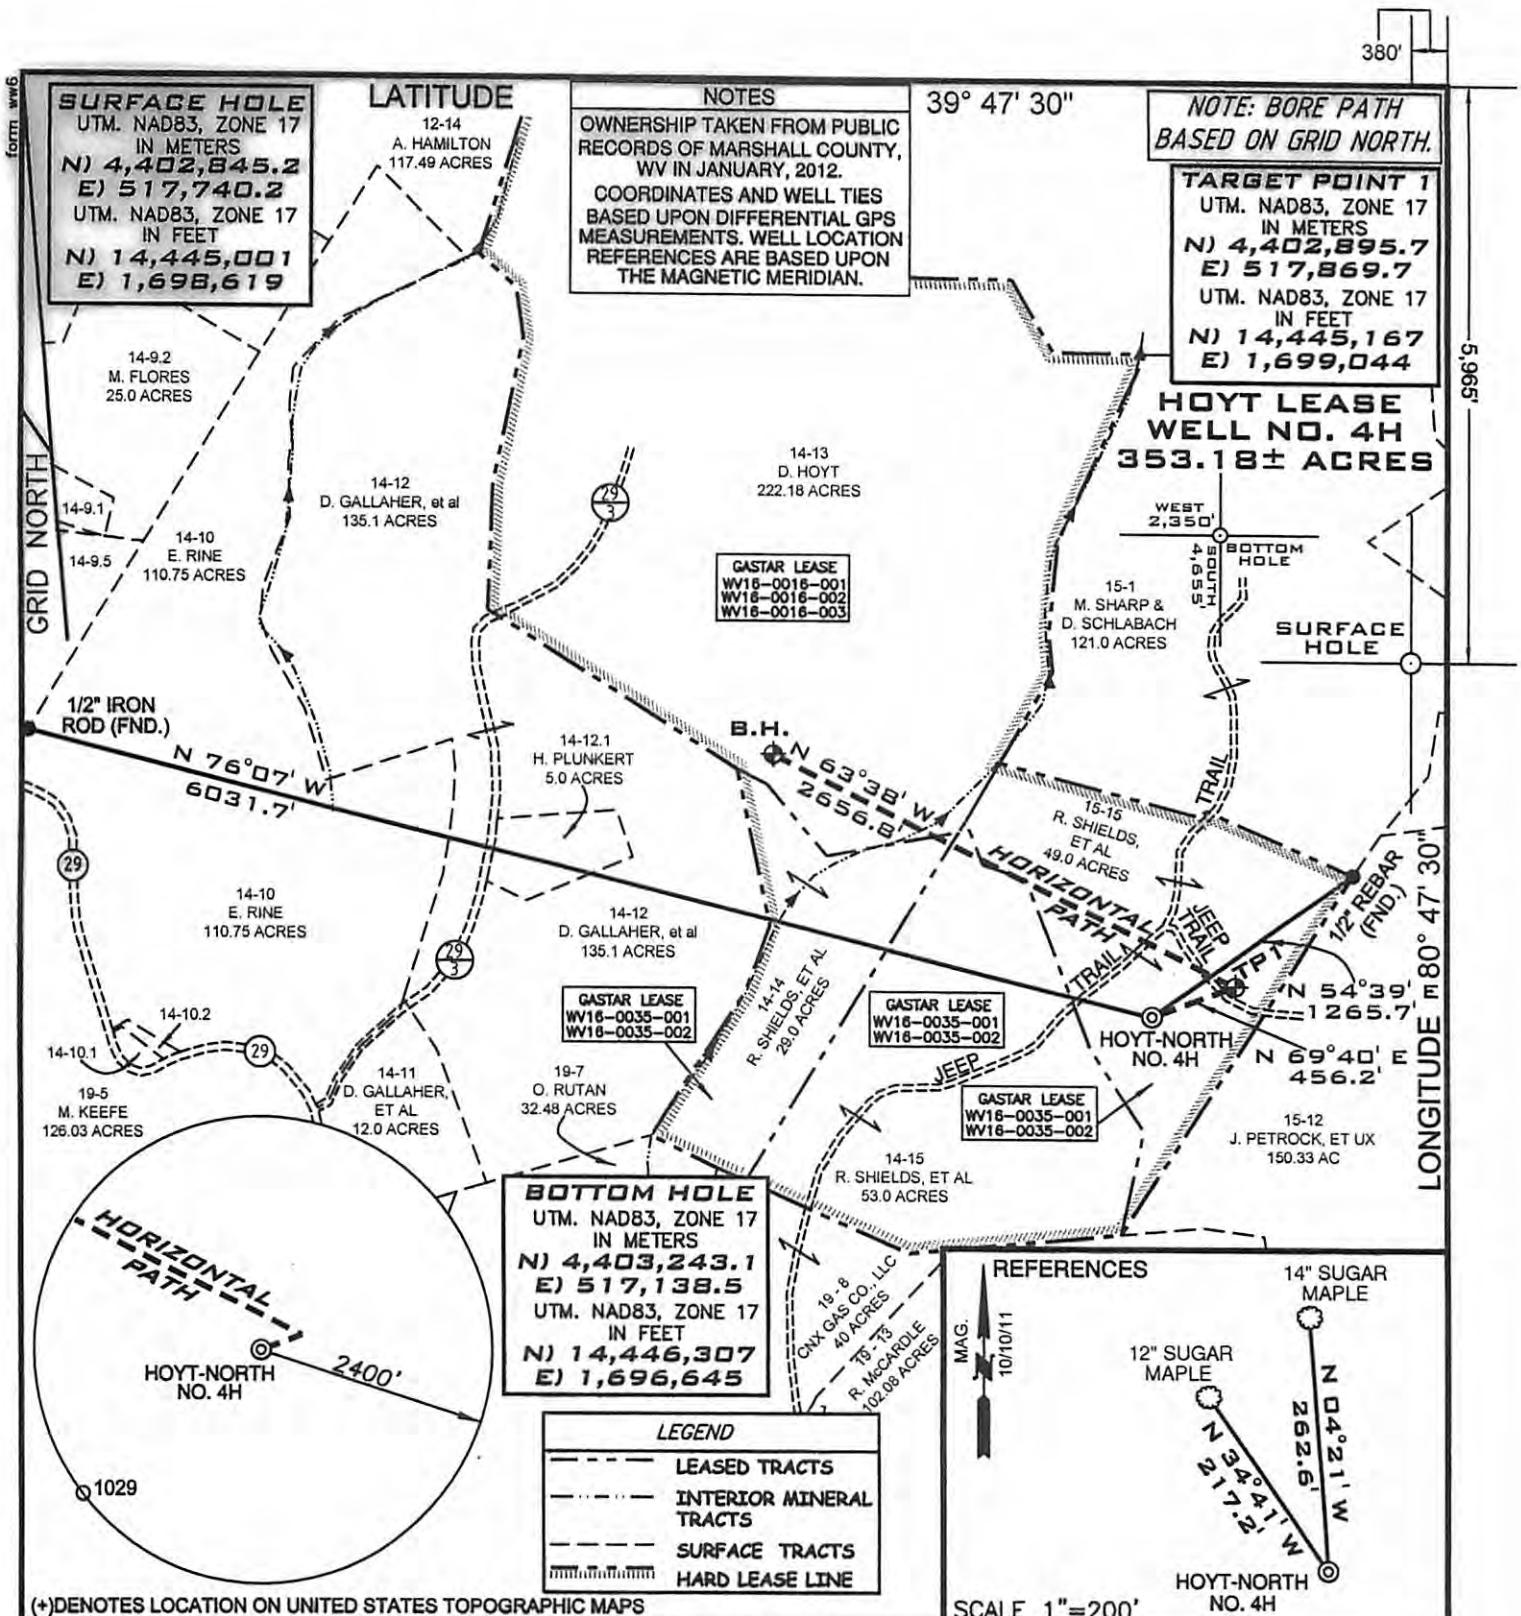 380'
form ww6
SURFACE HOLE
UTM. NAD83, ZONE 17
IN METERS
N) 4,402,845.2
E) 517,740.2
UTM. NAD83, ZONE 17
IN FEET
N) 14,445,001
E) 1,698,619
LATITUDE
12-14
A. HAMILTON
117.49 ACRES
NOTES
OWNERSHIP TAKEN FROM PUBLIC
RECORDS OF MARSHALL COUNTY,
WV IN JANUARY, 2012.
COORDINATES AND WELL TIES
BASED UPON DIFFERENTIAL GPS
MEASUREMENTS. WELL LOCATION
REFERENCES ARE BASED UPON
THE MAGNETIC MERIDIAN.
39° 47' 30"
NOTE: BORE PATH
BASED ON GRID NORTH.
TARGET POINT 1
UTM. NAD83, ZONE 17
IN METERS
N) 4,402,895.7
E) 517,869.7
UTM. NAD83, ZONE 17
IN FEET
N) 14,445,167
E) 1,699,044
5,965'
HOYT LEASE
WELL NO. 4H
353.18± ACRES
14-9.2
M. FLORES
25.0 ACRES
GRID NORTH
14-9.1
14-9.5
14-10
E. RINE
110.75 ACRES
14-12
D. GALLAHER, et al
135.1 ACRES
29
3
14-13
D. HOYT
222.18 ACRES
GASTAR LEASE
WV16-0016-001
WV16-0016-002
WV16-0016-003
WEST
2,350'
SOUTH
4,655'
BOTTOM
HOLE
15-1
M. SHARP &
D. SCHLABACH
121.0 ACRES
SURFACE
HOLE
1/2" IRON
ROD (FND.)
N 76°07' W
6031.7'
14-12.1
H. PLUNKERT
5.0 ACRES
B.H.
N 63°38' W
2656.8'
HORIZONTAL
PATH
15-15
R. SHIELDS,
ET AL
49.0 ACRES
TRAIL
JEEP
TRAIL
1/2" REBAR
(FND.)
LONGITUDE 80° 47' 30"
29
14-10
E. RINE
110.75 ACRES
29
3
14-12
D. GALLAHER, et al
135.1 ACRES
GASTAR LEASE
WV16-0035-001
WV16-0035-002
14-14
R. SHIELDS, ET AL
29.0 ACRES
GASTAR LEASE
WV16-0035-001
WV16-0035-002
JEEP
TRAIL
TP1
HOYT-NORTH
NO. 4H
N 54°39' E
1265.7'
N 69°40' E
456.2'
GASTAR LEASE
WV16-0035-001
WV16-0035-002
15-12
J. PETROCK, ET UX
150.33 AC
14-10.1
14-10.2
29
19-5
M. KEEFE
126.03 ACRES
14-11
D. GALLAHER,
ET AL
12.0 ACRES
19-7
O. RUTAN
32.48 ACRES
14-15
R. SHIELDS, ET AL
53.0 ACRES
BOTTOM HOLE
UTM. NAD83, ZONE 17
IN METERS
N) 4,403,243.1
E) 517,138.5
UTM. NAD83, ZONE 17
IN FEET
N) 14,446,307
E) 1,696,645
19-8
CNX GAS CO., LLC
40 ACRES
19-13
R. McCARDLE
102.08 ACRES
HORIZONTAL
PATH
HOYT-NORTH
NO. 4H
2400'
1029
LEGEND
LEASED TRACTS
INTERIOR MINERAL
TRACTS
SURFACE TRACTS
HARD LEASE LINE
REFERENCES
MAG.
N
10/10/11
14" SUGAR
MAPLE
12" SUGAR
MAPLE
N 04°21' W
262.6'
N 34°41' W
217.2'
HOYT-NORTH
NO. 4H
SCALE 1"=200'
(+)DENOTES LOCATION ON UNITED STATES TOPOGRAPHIC MAPS